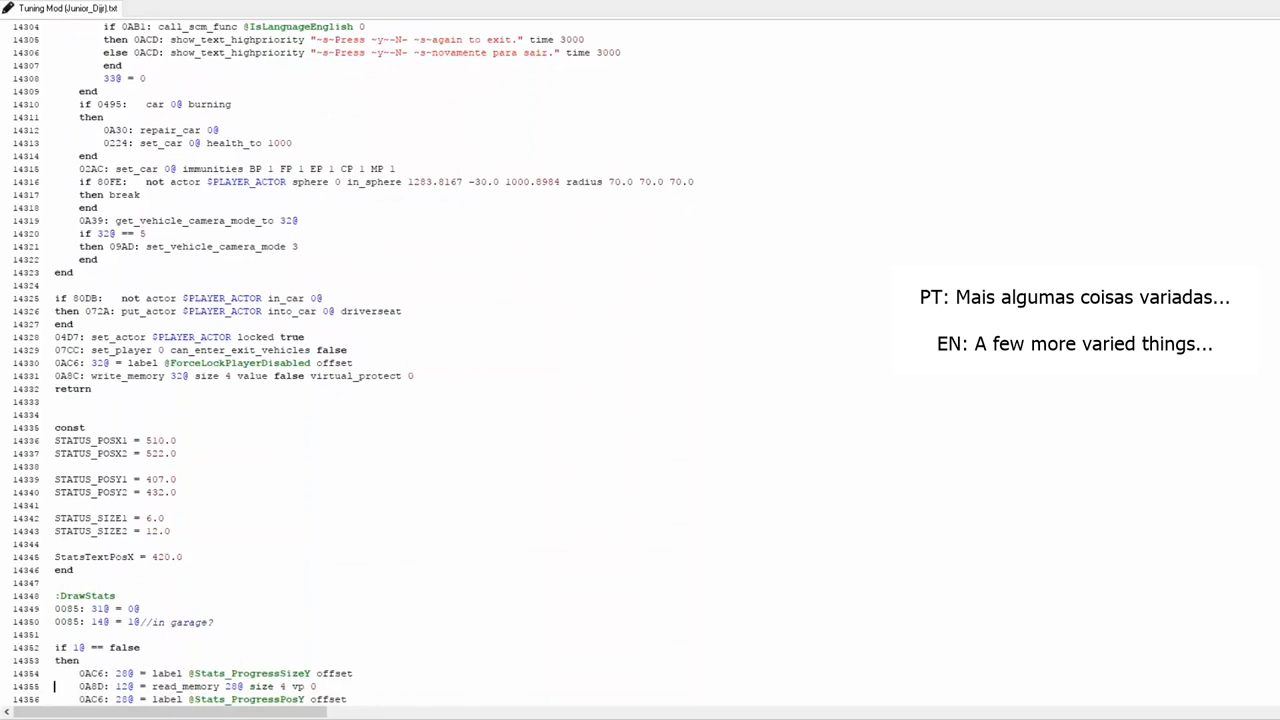 Tuning Mod (Junior_Djjr).txt
14304 if 0AB1: call_scm_func @IsLanguageEnglish 0
14305 then 0ACD: show_text_highpriority "~s~Press ~y~~N~ ~s~again to exit." time 3000
14306 else 0ACD: show_text_highpriority "~s~Press ~y~~N~ ~s~novamente para sair." time 3000
14307 end
14308 33@ = 0
14309 end
14310 if 0495: car 0@ burning
14311 then
14312 0A30: repair_car 0@
14313 0224: set_car 0@ health_to 1000
14314 end
14315 02AC: set_car 0@ immunities BP 1 FP 1 EP 1 CP 1 MP 1
14316 if 80FE: not actor $PLAYER_ACTOR sphere 0 in_sphere 1283.8167 -30.0 1000.8984 radius 70.0 70.0 70.0
14317 then break
14318 end
14319 0A39: get_vehicle_camera_mode_to 32@
14320 if 32@ == 5
14321 then 09AD: set_vehicle_camera_mode 3
14322 end
14323 end
14324
14325 if 80DB: not actor $PLAYER_ACTOR in_car 0@
14326 then 072A: put_actor $PLAYER_ACTOR into_car 0@ driverseat
14327 end
14328 04D7: set_actor $PLAYER_ACTOR locked true
14329 07CC: set_player 0 can_enter_exit_vehicles false
14330 0AC6: 32@ = label @ForceLockPlayerDisabled offset
14331 0A8C: write_memory 32@ size 4 value false virtual_protect 0
14332 return
14333
14334
14335 const
14336 STATUS_POSX1 = 510.0
14337 STATUS_POSX2 = 522.0
14338
14339 STATUS_POSY1 = 407.0
14340 STATUS_POSY2 = 432.0
14341
14342 STATUS_SIZE1 = 6.0
14343 STATUS_SIZE2 = 12.0
14344
14345 StatsTextPosX = 420.0
14346 end
14347
14348 :DrawStats
14349 0085: 31@ = 0@
14350 0085: 14@ = 1@//in garage?
14351
14352 if 1@ == false
14353 then
14354 0AC6: 28@ = label @Stats_ProgressSizeY offset
14355 0A8D: 12@ = read_memory 28@ size 4 vp 0
14356 0AC6: 28@ = label @Stats_ProgressPosY offset
PT: Mais algumas coisas variadas...
EN: A few more varied things...